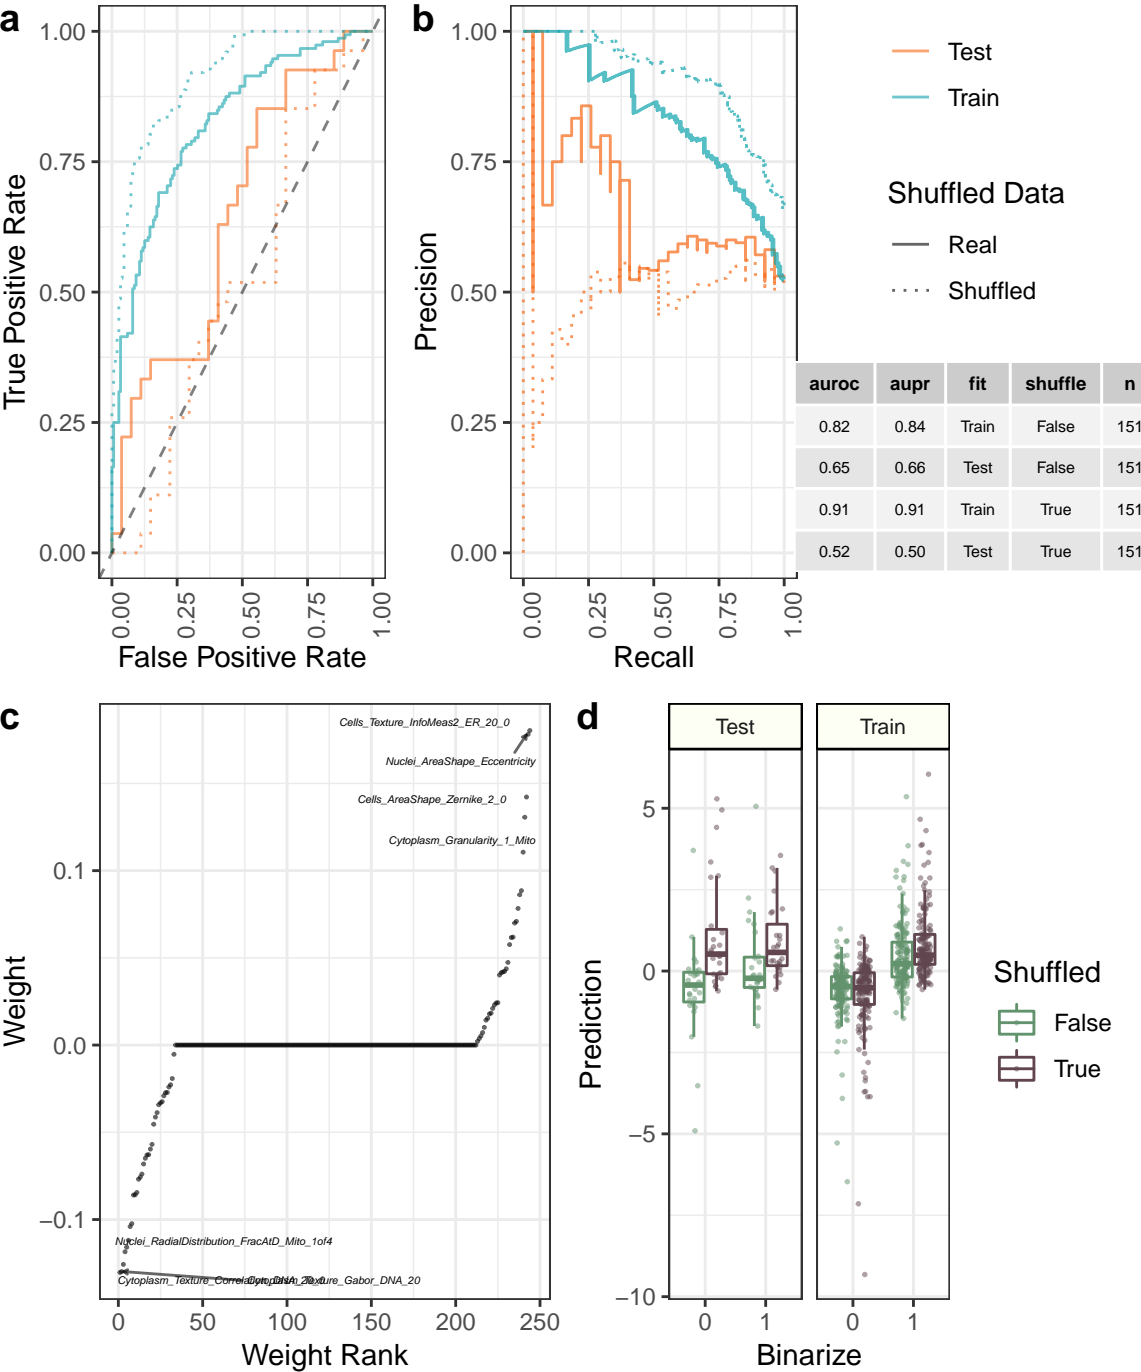 a
1.00
0.75
0.50
0.25
0.00
True Positive Rate
0.00
0.25
0.50
0.75
1.00
False Positive Rate
b
1.00
0.75
0.50
0.25
0.00
Precision
0.00
0.25
0.50
0.75
1.00
Recall
Test
Train
Shuffled Data
Real
Shuffled
auroc aupr fit shuffle n
0.82 0.84 Train False 151
0.65 0.66 Test False 151
0.91 0.91 Train True 151
0.52 0.50 Test True 151
c
Cells_Texture_InfoMeas2_ER_20_0
Nuclei_AreaShape_Eccentricity
Cells_AreaShape_Zernike_2_0
Cytoplasm_Granularity_1_Mito
0.1
0.0
−0.1
Weight
Nuclei_RadialDistribution_FracAtD_Mito_1of4
Cytoplasm_Texture_Correlation_DNA_20_0
Cytoplasm_Texture_Gabor_DNA_20
0 50 100 150 200 250
Weight Rank
d
Test Train
5
0
−5
−10
Prediction
0 1 0 1
Binarize
Shuffled
False
True